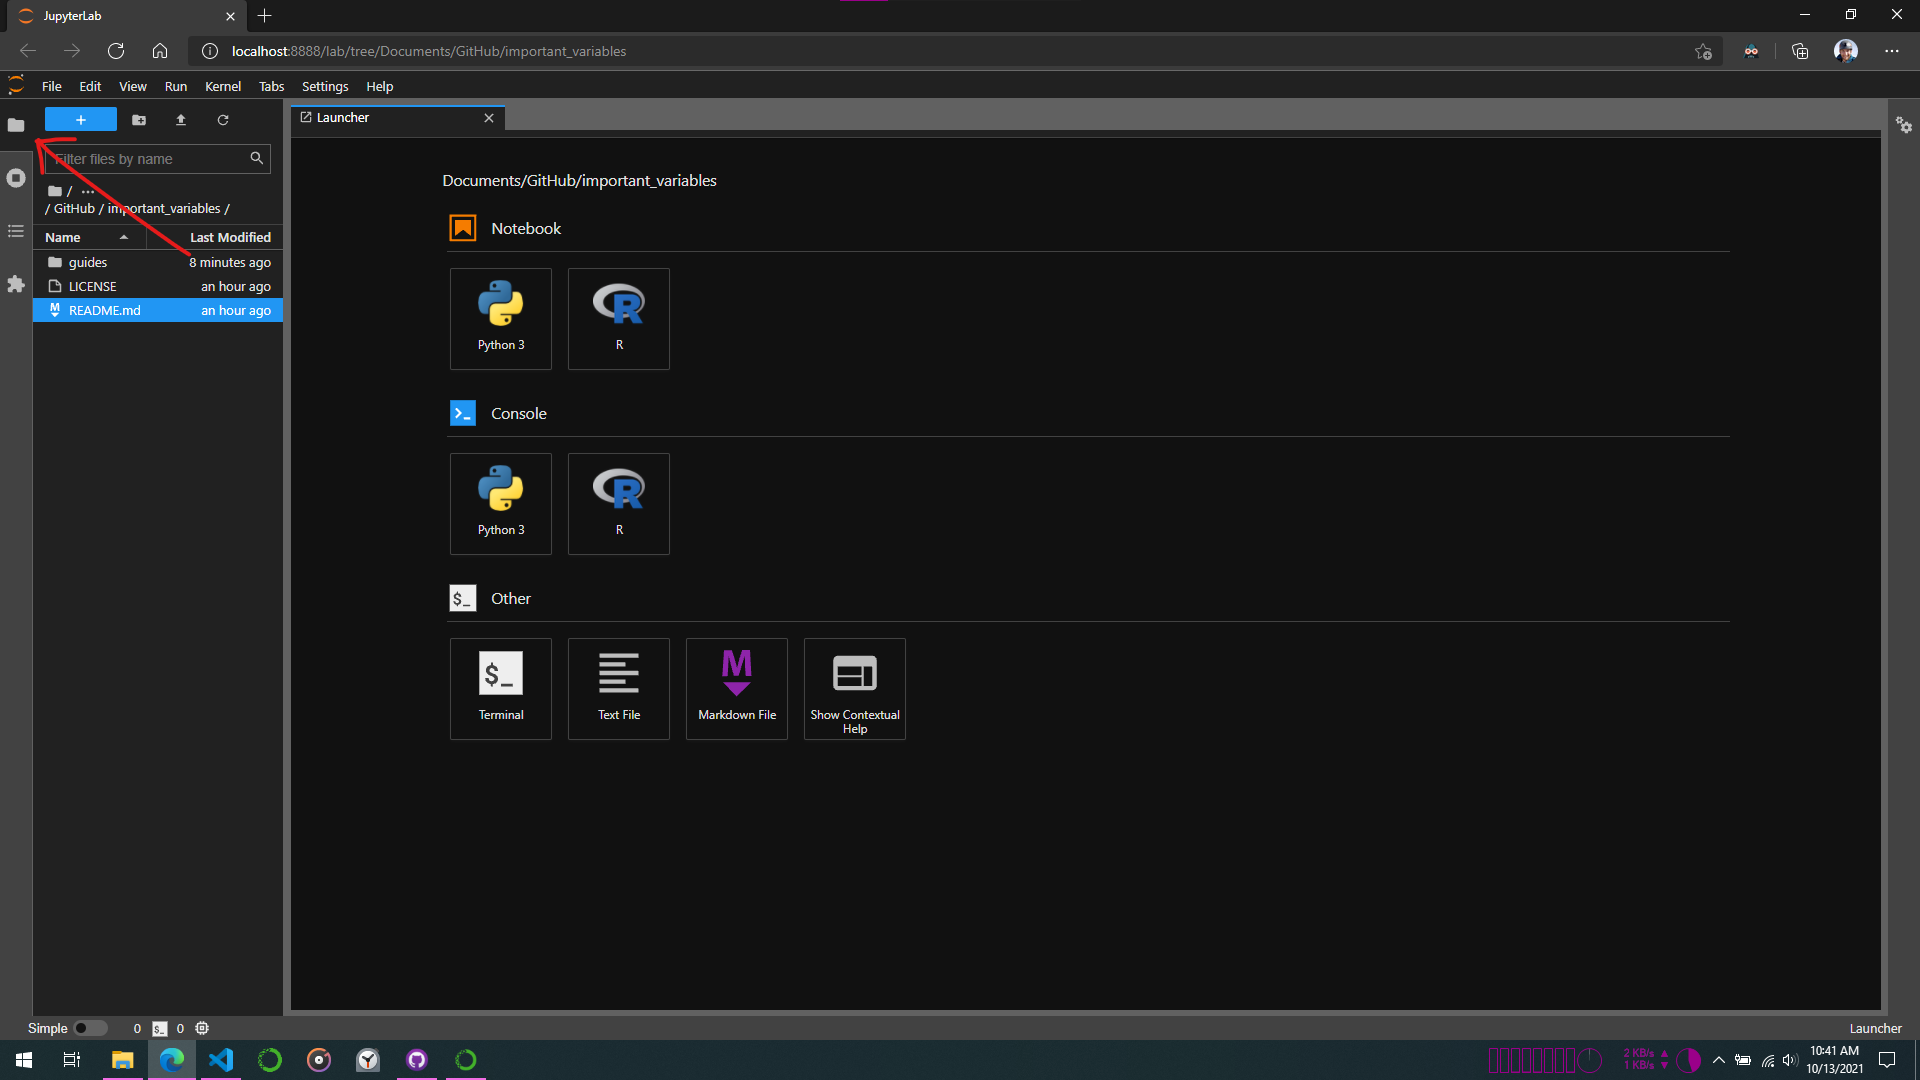 JupyterLab
localhost:8888/lab/tree/Documents/GitHub/important_variables
File Edit View Run Kernel Tabs Settings Help
+
Launcher
Filter files by name
/ ...
/ GitHub / important_variables /
Name Last Modified
guides 8 minutes ago
LICENSE an hour ago
README.md an hour ago
Documents/GitHub/important_variables
Notebook
Python 3
R
Console
Python 3
R
Other
$_ Terminal
Text File
M Markdown File
Show Contextual
Help
Simple 0 $_ 0
Launcher
2 KB/s
1 KB/s
10:41 AM
10/13/2021